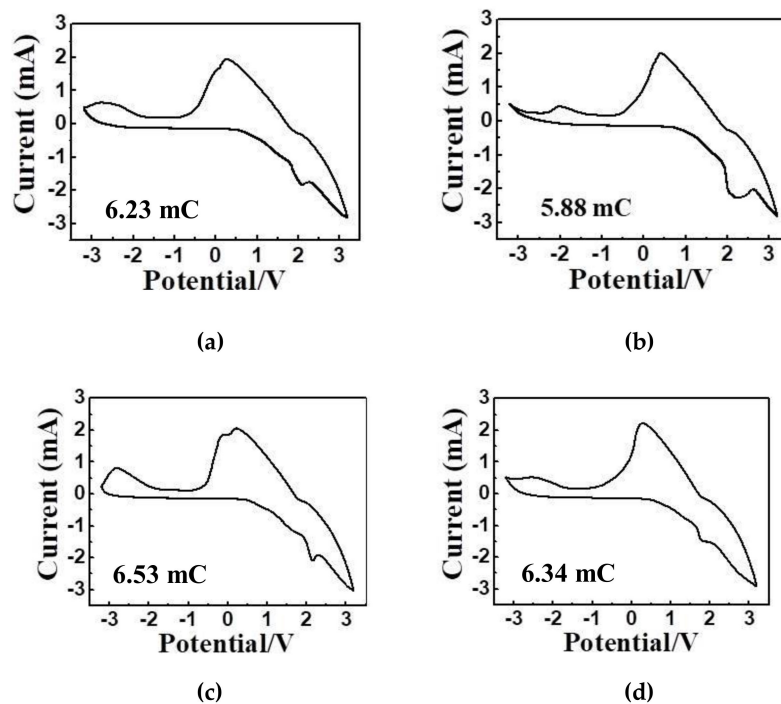 3
2
1
0
-1
-2
-3
Current (mA)
6.23 mC
-3 -2 -1 0 1 2 3
Potential/V
(a)
3
2
1
0
-1
-2
-3
Current (mA)
5.88 mC
-3 -2 -1 0 1 2 3
Potential/V
(b)
3
2
1
0
-1
-2
-3
Current (mA)
6.53 mC
-3 -2 -1 0 1 2 3
Potential/V
(c)
3
2
1
0
-1
-2
-3
Current (mA)
6.34 mC
-3 -2 -1 0 1 2 3
Potential/V
(d)